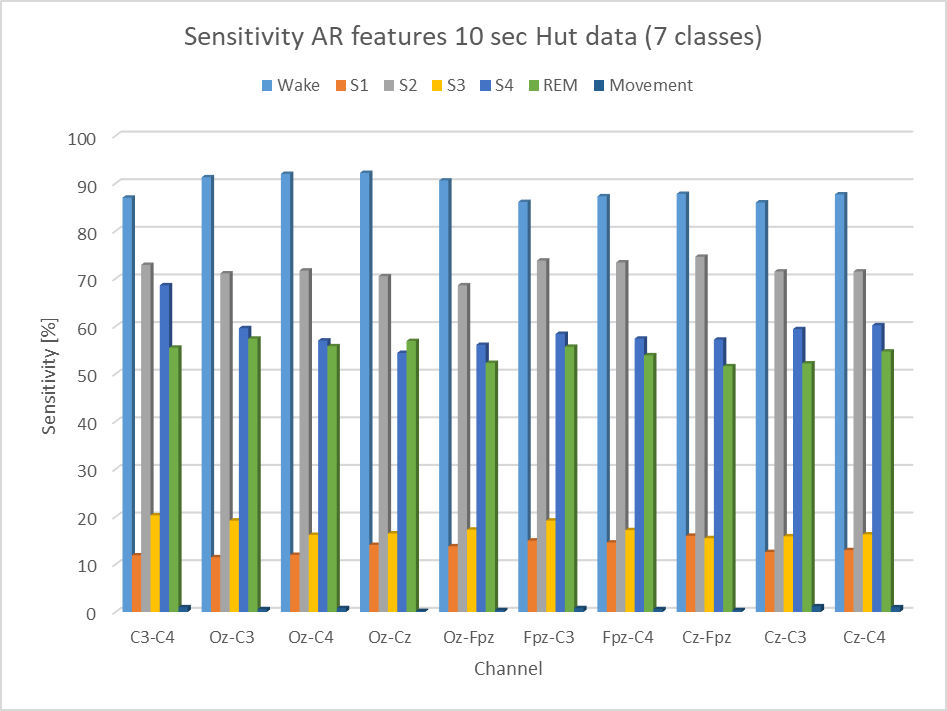 Sensitivity AR features 10 sec Hut data (7 classes)
Wake S1 S2 S3 S4 REM Movement
100
90
80
70
60
50
40
30
20
10
0
Sensitivity [%]
C3-C4 Oz-C3 Oz-C4 Oz-Cz Oz-Fpz Fpz-C3 Fpz-C4 Cz-Fpz Cz-C3 Cz-C4
Channel